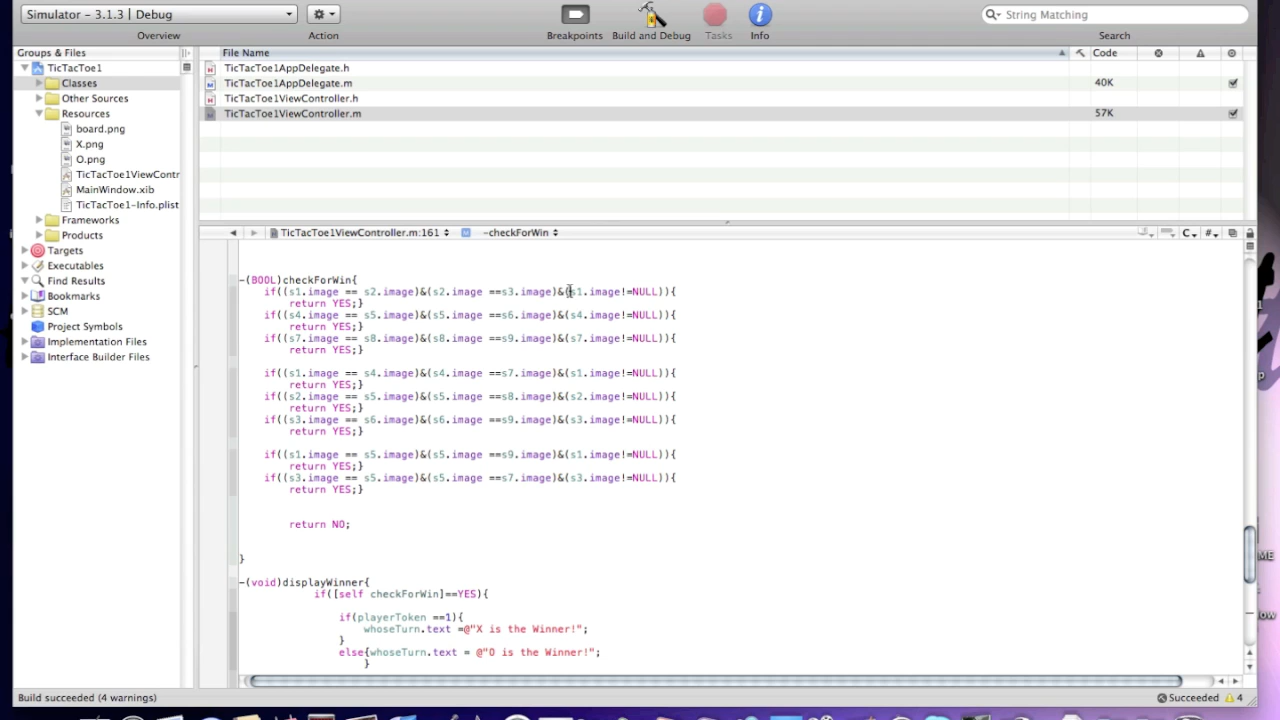 Simulator - 3.1.3 | Debug
String Matching
Overview
Action
Breakpoints
Build and Debug
Tasks
Info
Search
Groups & Files
File Name
Code
TicTacToe1
Classes
Other Sources
Resources
board.png
X.png
O.png
TicTacToe1ViewContr
MainWindow.xib
TicTacToe1-Info.plist
Frameworks
Products
Targets
Executables
Find Results
Bookmarks
SCM
Project Symbols
Implementation Files
Interface Builder Files
TicTacToe1AppDelegate.h
TicTacToe1AppDelegate.m 40K
TicTacToe1ViewController.h
TicTacToe1ViewController.m 57K
TicTacToe1ViewController.m:161 -checkForWin C #
-(BOOL)checkForWin{
if((s1.image == s2.image)&(s2.image ==s3.image)&(s1.image!=NULL)){
return YES;}
if((s4.image == s5.image)&(s5.image ==s6.image)&(s4.image!=NULL)){
return YES;}
if((s7.image == s8.image)&(s8.image ==s9.image)&(s7.image!=NULL)){
return YES;}
if((s1.image == s4.image)&(s4.image ==s7.image)&(s1.image!=NULL)){
return YES;}
if((s2.image == s5.image)&(s5.image ==s8.image)&(s2.image!=NULL)){
return YES;}
if((s3.image == s6.image)&(s6.image ==s9.image)&(s3.image!=NULL)){
return YES;}
if((s1.image == s5.image)&(s5.image ==s9.image)&(s1.image!=NULL)){
return YES;}
if((s3.image == s5.image)&(s5.image ==s7.image)&(s3.image!=NULL)){
return YES;}
return NO;
}
-(void)displayWinner{
if([self checkForWin]==YES){
if(playerToken ==1){
whoseTurn.text =@"X is the Winner!";
}
else{whoseTurn.text = @"O is the Winner!";
}
Build succeeded (4 warnings)
Succeeded 4